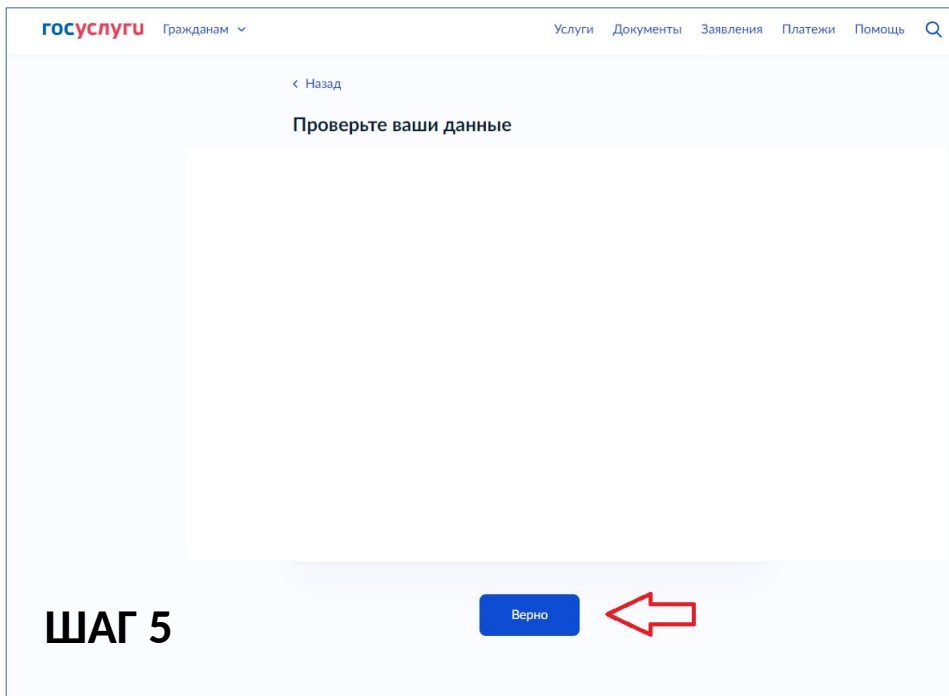 госуслуги Гражданам Услуги Документы Заявления Платежи Помощь
Назад
Проверьте ваши данные
Верно
ШАГ 5